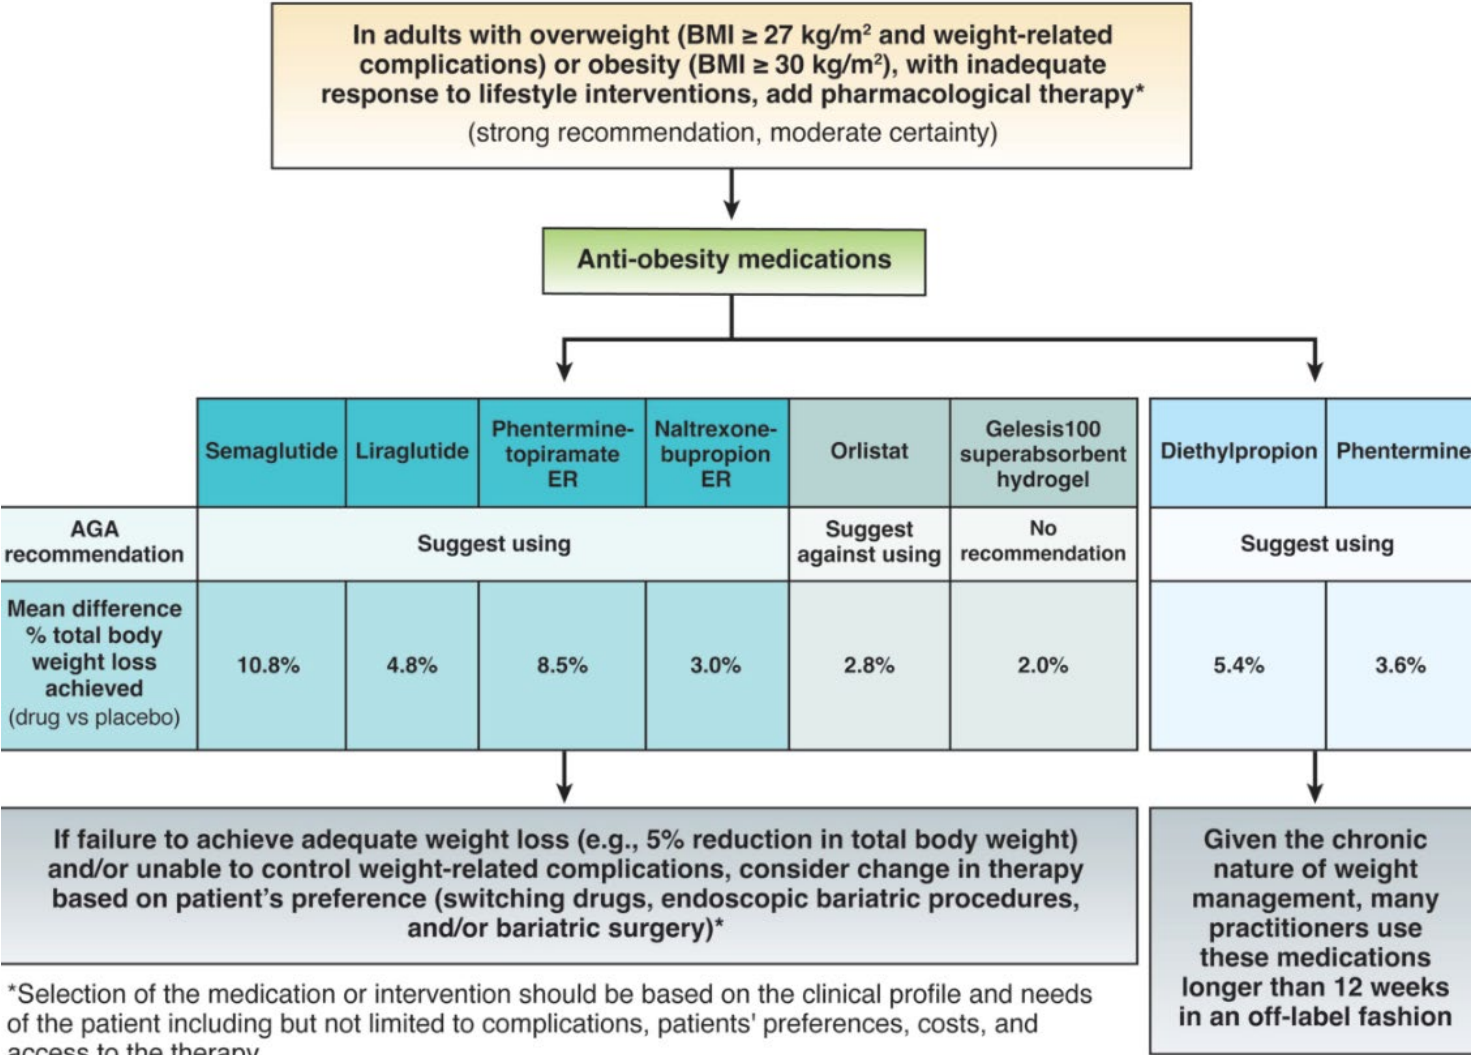 In adults with overweight (BMI ≥ 27 kg/m² and weight-related
complications) or obesity (BMI ≥ 30 kg/m²), with inadequate
response to lifestyle interventions, add pharmacological therapy*
(strong recommendation, moderate certainty)
Anti-obesity medications
Semaglutide
Liraglutide
Phentermine-
topiramate
ER
Naltrexone-
bupropion
ER
Orlistat
Gelesis100
superabsorbent
hydrogel
Diethylpropion
Phentermine
AGA
recommendation
Suggest using
Suggest
against using
No
recommendation
Suggest using
Mean difference
% total body
weight loss
achieved
(drug vs placebo)
10.8%
4.8%
8.5%
3.0%
2.8%
2.0%
5.4%
3.6%
If failure to achieve adequate weight loss (e.g., 5% reduction in total body weight)
and/or unable to control weight-related complications, consider change in therapy
based on patient's preference (switching drugs, endoscopic bariatric procedures,
and/or bariatric surgery)*
Given the chronic
nature of weight
management, many
practitioners use
these medications
longer than 12 weeks
in an off-label fashion
*Selection of the medication or intervention should be based on the clinical profile and needs
of the patient including but not limited to complications, patients' preferences, costs, and
access to the therapy